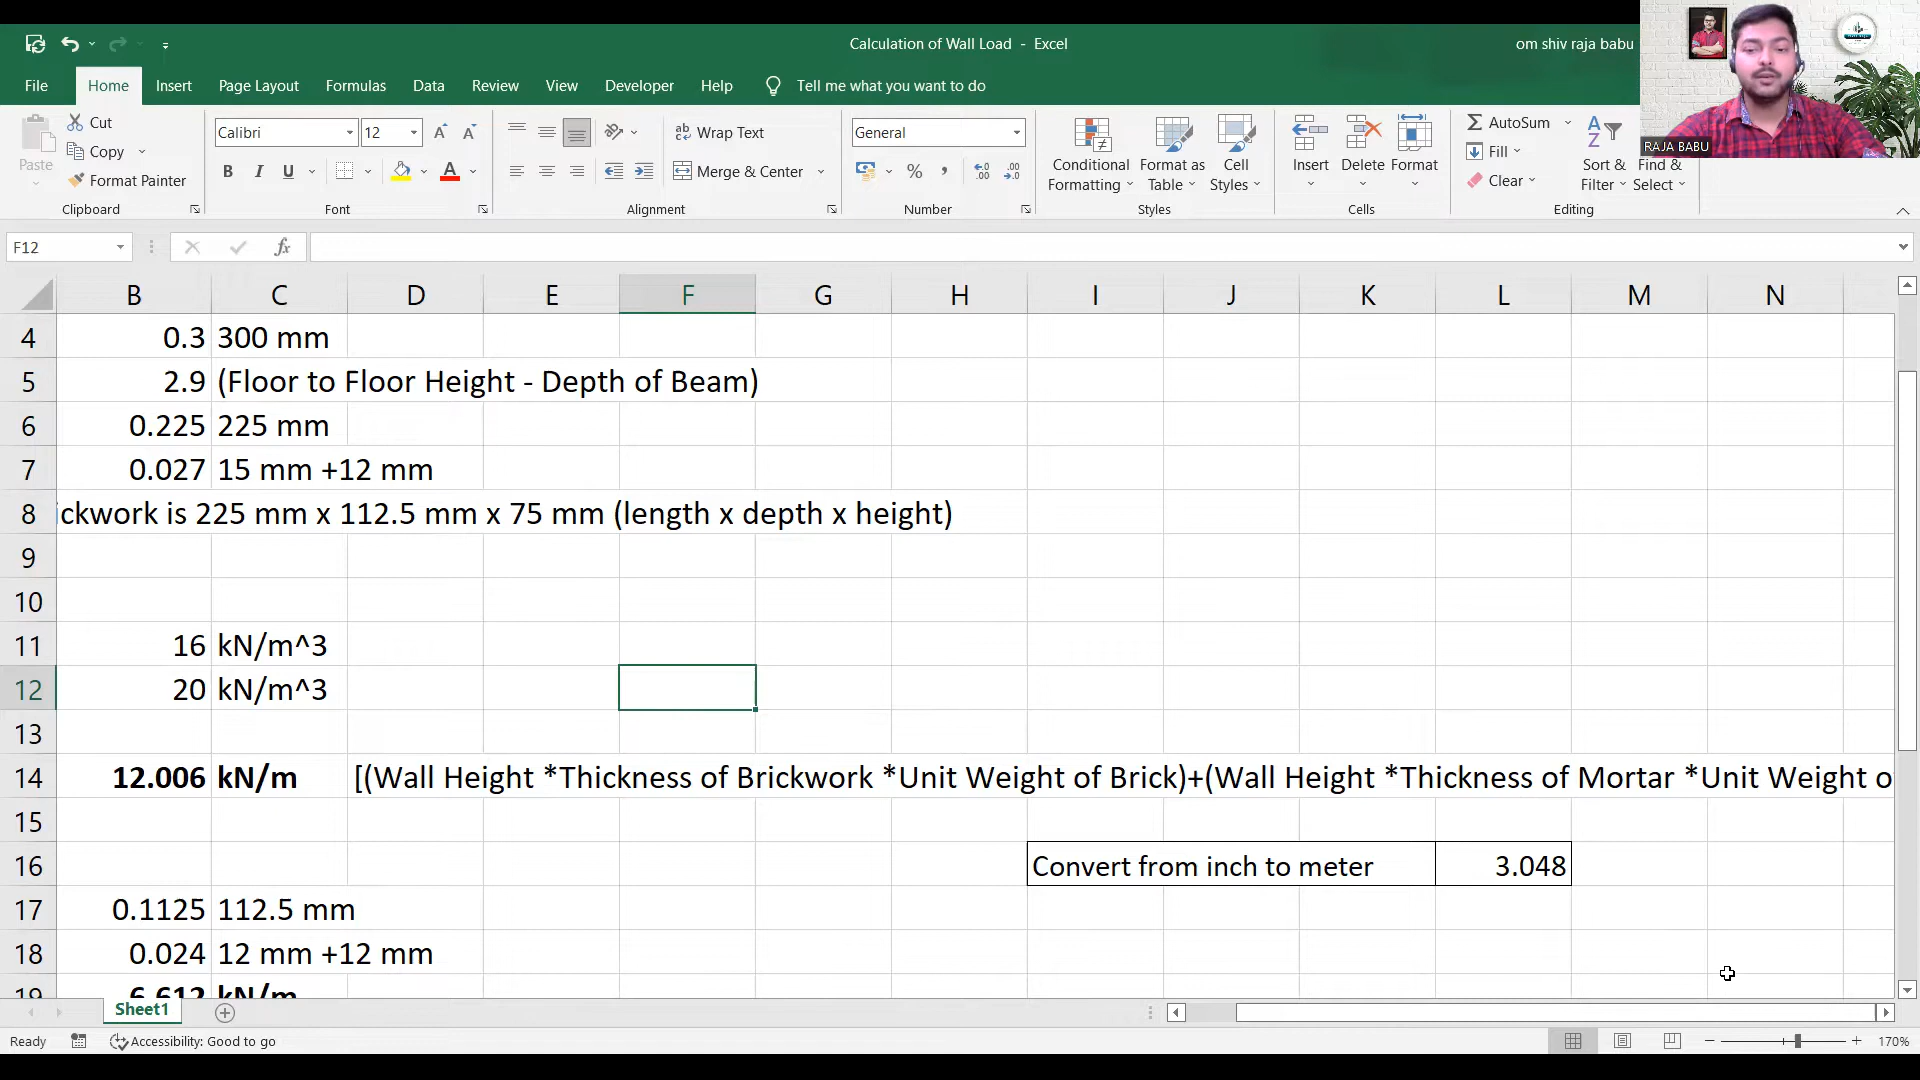 Calculation of Wall Load - Excel
om shiv raja babu
File Home Insert Page Layout Formulas Data Review View Developer Help Tell me what you want to do
Paste
Cut
Copy
Format Painter
Clipboard
Calibri 12
B I U
Font
Wrap Text
Merge & Center
Alignment
General
Number
Conditional Formatting
Format as Table
Cell Styles
Styles
Insert Delete Format
Cells
AutoSum
Fill
Clear
Sort & Filter
Find & Select
Editing
RAJA BABU
F12
fx
B C D E F G H I J K L M N
4 0.3 300 mm
5 2.9 (Floor to Floor Height - Depth of Beam)
6 0.225 225 mm
7 0.027 15 mm +12 mm
8 ickwork is 225 mm x 112.5 mm x 75 mm (length x depth x height)
9
10
11 16 kN/m^3
12 20 kN/m^3
13
14 12.006 kN/m [(Wall Height *Thickness of Brickwork *Unit Weight of Brick)+(Wall Height *Thickness of Mortar *Unit Weight o
15
16 Convert from inch to meter 3.048
17 0.1125 112.5 mm
18 0.024 12 mm +12 mm
19 6.612 kN/m
Sheet1
Ready Accessibility: Good to go 170%